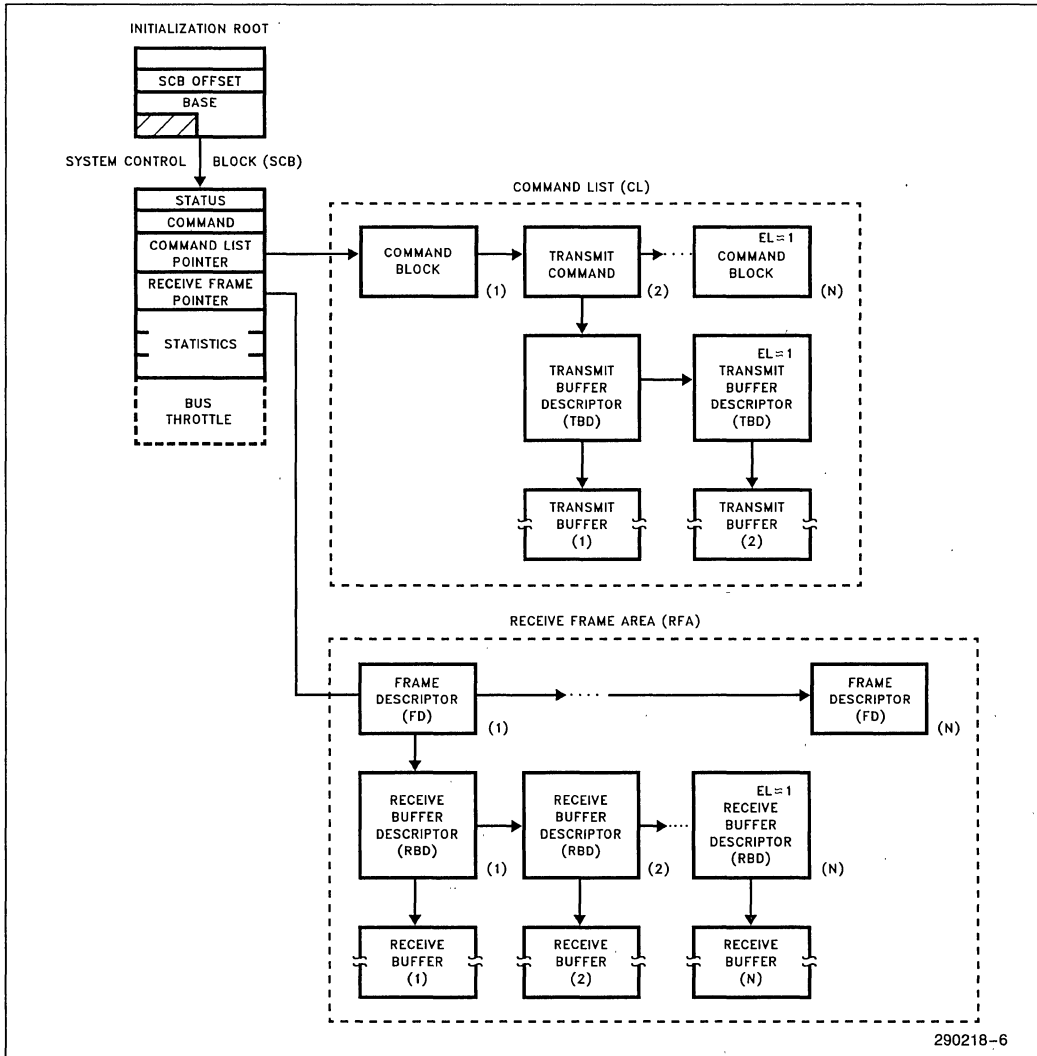 INITIALIZATION ROOT
SCB OFFSET
BASE
SYSTEM CONTROL BLOCK (SCB)
STATUS
COMMAND
COMMAND LIST
POINTER
RECEIVE FRAME
POINTER
STATISTICS
BUS
THROTTLE
COMMAND LIST (CL)
COMMAND
BLOCK
(1)
TRANSMIT
COMMAND
(2)
EL=1
COMMAND
BLOCK
(N)
TRANSMIT
BUFFER
DESCRIPTOR
(TBD)
EL=1
TRANSMIT
BUFFER
DESCRIPTOR
(TBD)
TRANSMIT
BUFFER
(1)
TRANSMIT
BUFFER
(2)
RECEIVE FRAME AREA (RFA)
FRAME
DESCRIPTOR
(FD)
(1)
FRAME
DESCRIPTOR
(FD)
(N)
RECEIVE
BUFFER
DESCRIPTOR
(RBD)
(1)
RECEIVE
BUFFER
DESCRIPTOR
(RBD)
(2)
EL=1
RECEIVE
BUFFER
DESCRIPTOR
(RBD)
(N)
RECEIVE
BUFFER
(1)
RECEIVE
BUFFER
(2)
RECEIVE
BUFFER
(N)
290218-6